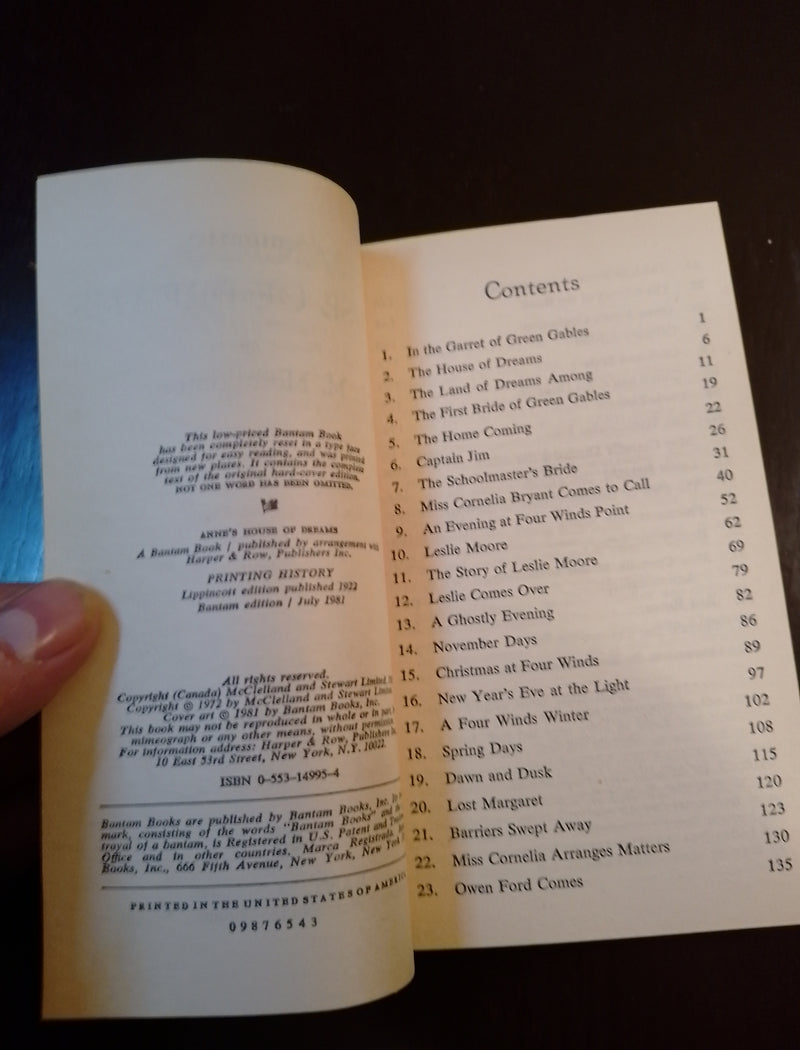 This low-priced Bantam Book
has been completely reset in a type face
designed for easy reading, and was printed
from new plates. It contains the complete
text of the original hard-cover edition.
NOT ONE WORD HAS BEEN OMITTED.
ANNE'S HOUSE OF DREAMS
A Bantam Book / published by arrangement with
Harper & Row, Publishers Inc.
PRINTING HISTORY
Lippincott edition published 1922
Bantam edition / July 1981
All rights reserved.
Copyright (Canada) McClelland and Stewart Limited
Copyright © 1972 by McClelland and Stewart
Cover art © 1981 by Bantam Books, Inc.
This book may not be reproduced in whole or in part,
mimeograph or any other means, without
For information address: Harper & Row,
10 East 53rd Street, New York, N.Y. 10022.
ISBN 0-553-14995-4
Bantam Books are published by Bantam Books, Inc.
mark, consisting of the words "Bantam Books" and
trayal of a bantam, is Registered in U.S. Patent and
Office and in other countries. Marca Registrada.
Books, Inc., 666 Fifth Avenue, New York, New
PRINTED IN THE UNITED STATES OF AMERICA
0 9 8 7 6 5 4 3
Contents
1. In the Garret of Green Gables 1
2. The House of Dreams 6
3. The Land of Dreams Among 11
4. The First Bride of Green Gables 19
5. The Home Coming 22
6. Captain Jim 26
7. The Schoolmaster's Bride 31
8. Miss Cornelia Bryant Comes to Call 40
9. An Evening at Four Winds Point 52
10. Leslie Moore 62
11. The Story of Leslie Moore 69
12. Leslie Comes Over 79
13. A Ghostly Evening 82
14. November Days 86
15. Christmas at Four Winds 89
16. New Year's Eve at the Light 97
17. A Four Winds Winter 102
18. Spring Days 108
19. Dawn and Dusk 115
20. Lost Margaret 120
21. Barriers Swept Away 123
22. Miss Cornelia Arranges Matters 130
23. Owen Ford Comes 135